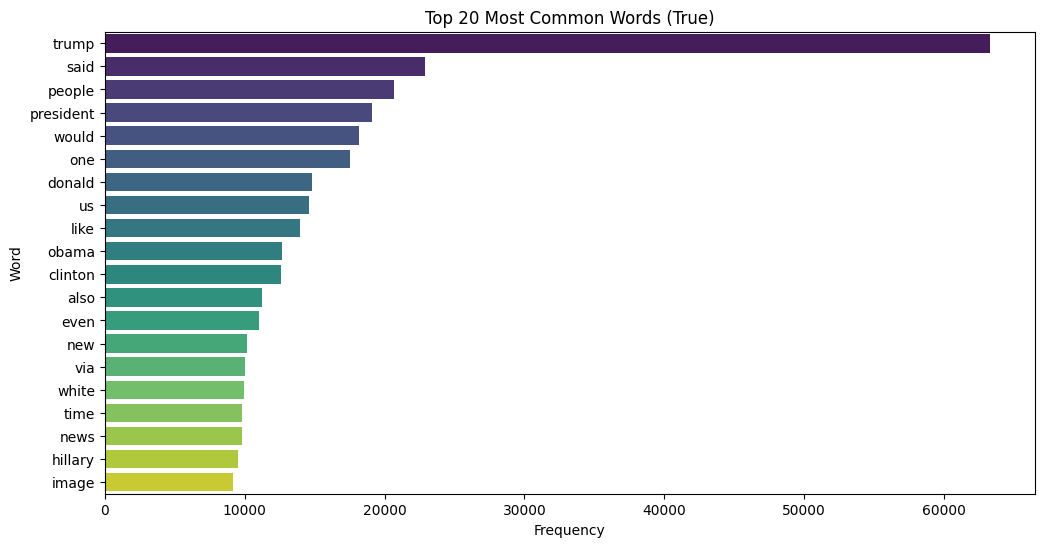 Top 20 Most Common Words (True)
trump
said
people
president
would
one
donald
us
like
obama
clinton
also
even
new
via
white
time
news
hillary
image
Word
0 10000 20000 30000 40000 50000 60000
Frequency